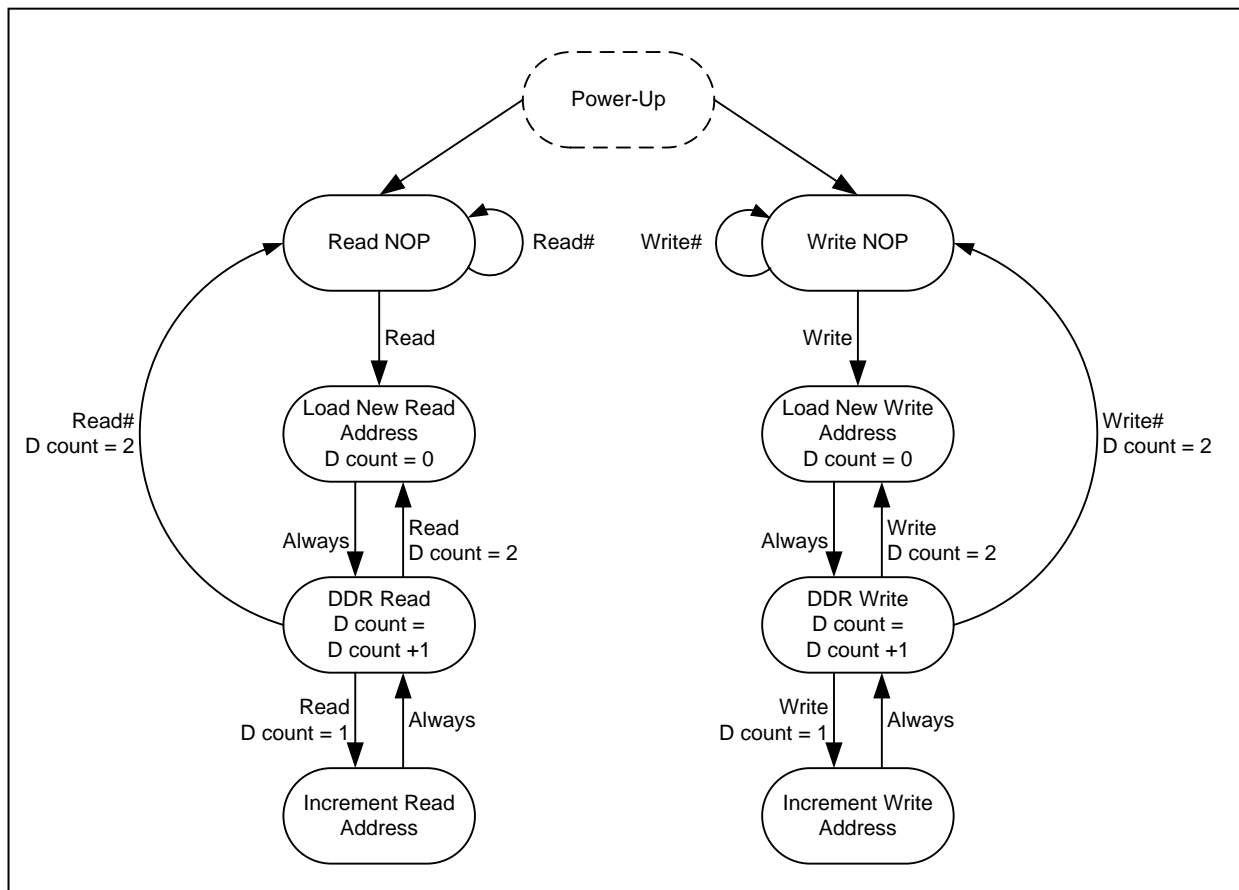 Power-Up
Read NOP
Read#
Write#
Write NOP
Read
Write
Load New Read
Address
D count = 0
Load New Write
Address
D count = 0
Read#
D count = 2
Write#
D count = 2
Always
Read
D count = 2
Always
Write
D count = 2
DDR Read
D count =
D count +1
DDR Write
D count =
D count +1
Read
D count = 1
Always
Write
D count = 1
Always
Increment Read
Address
Increment Write
Address